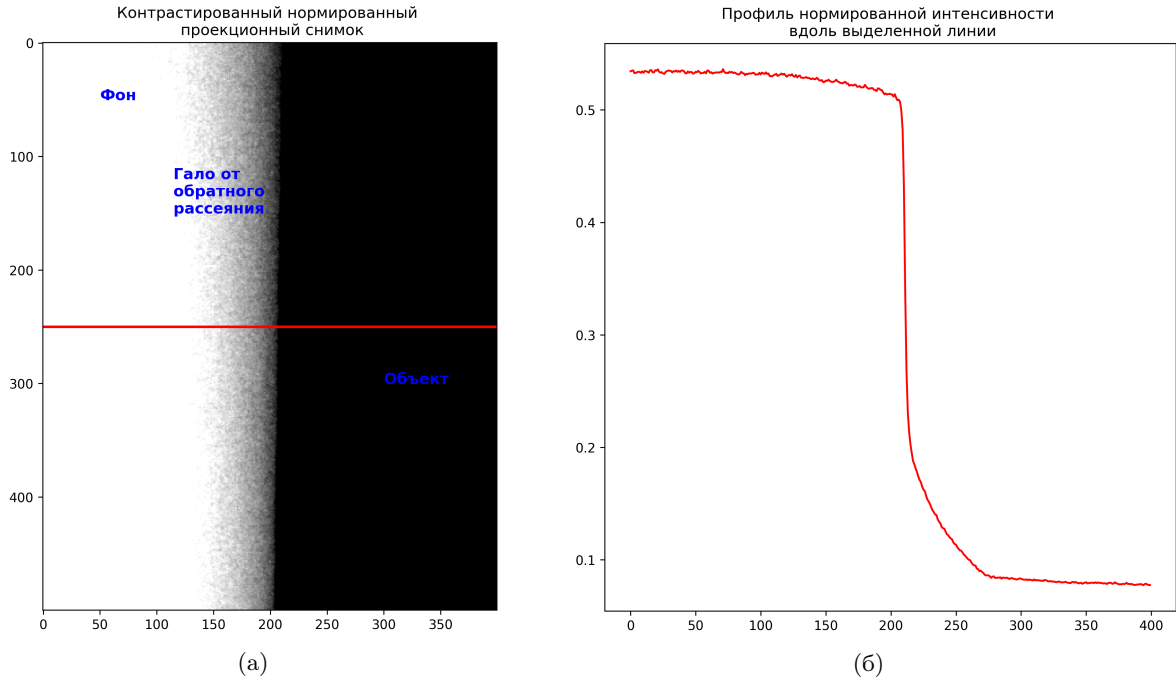 Контрастированный нормированный
проекционный снимок
0
100
200
300
400
0
50
100
150
200
250
300
350
Фон
Гало от
обратного
рассеяния
Объект
(а)
Профиль нормированной интенсивности
вдоль выделенной линии
0.5
0.4
0.3
0.2
0.1
0
50
100
150
200
250
300
350
400
(б)